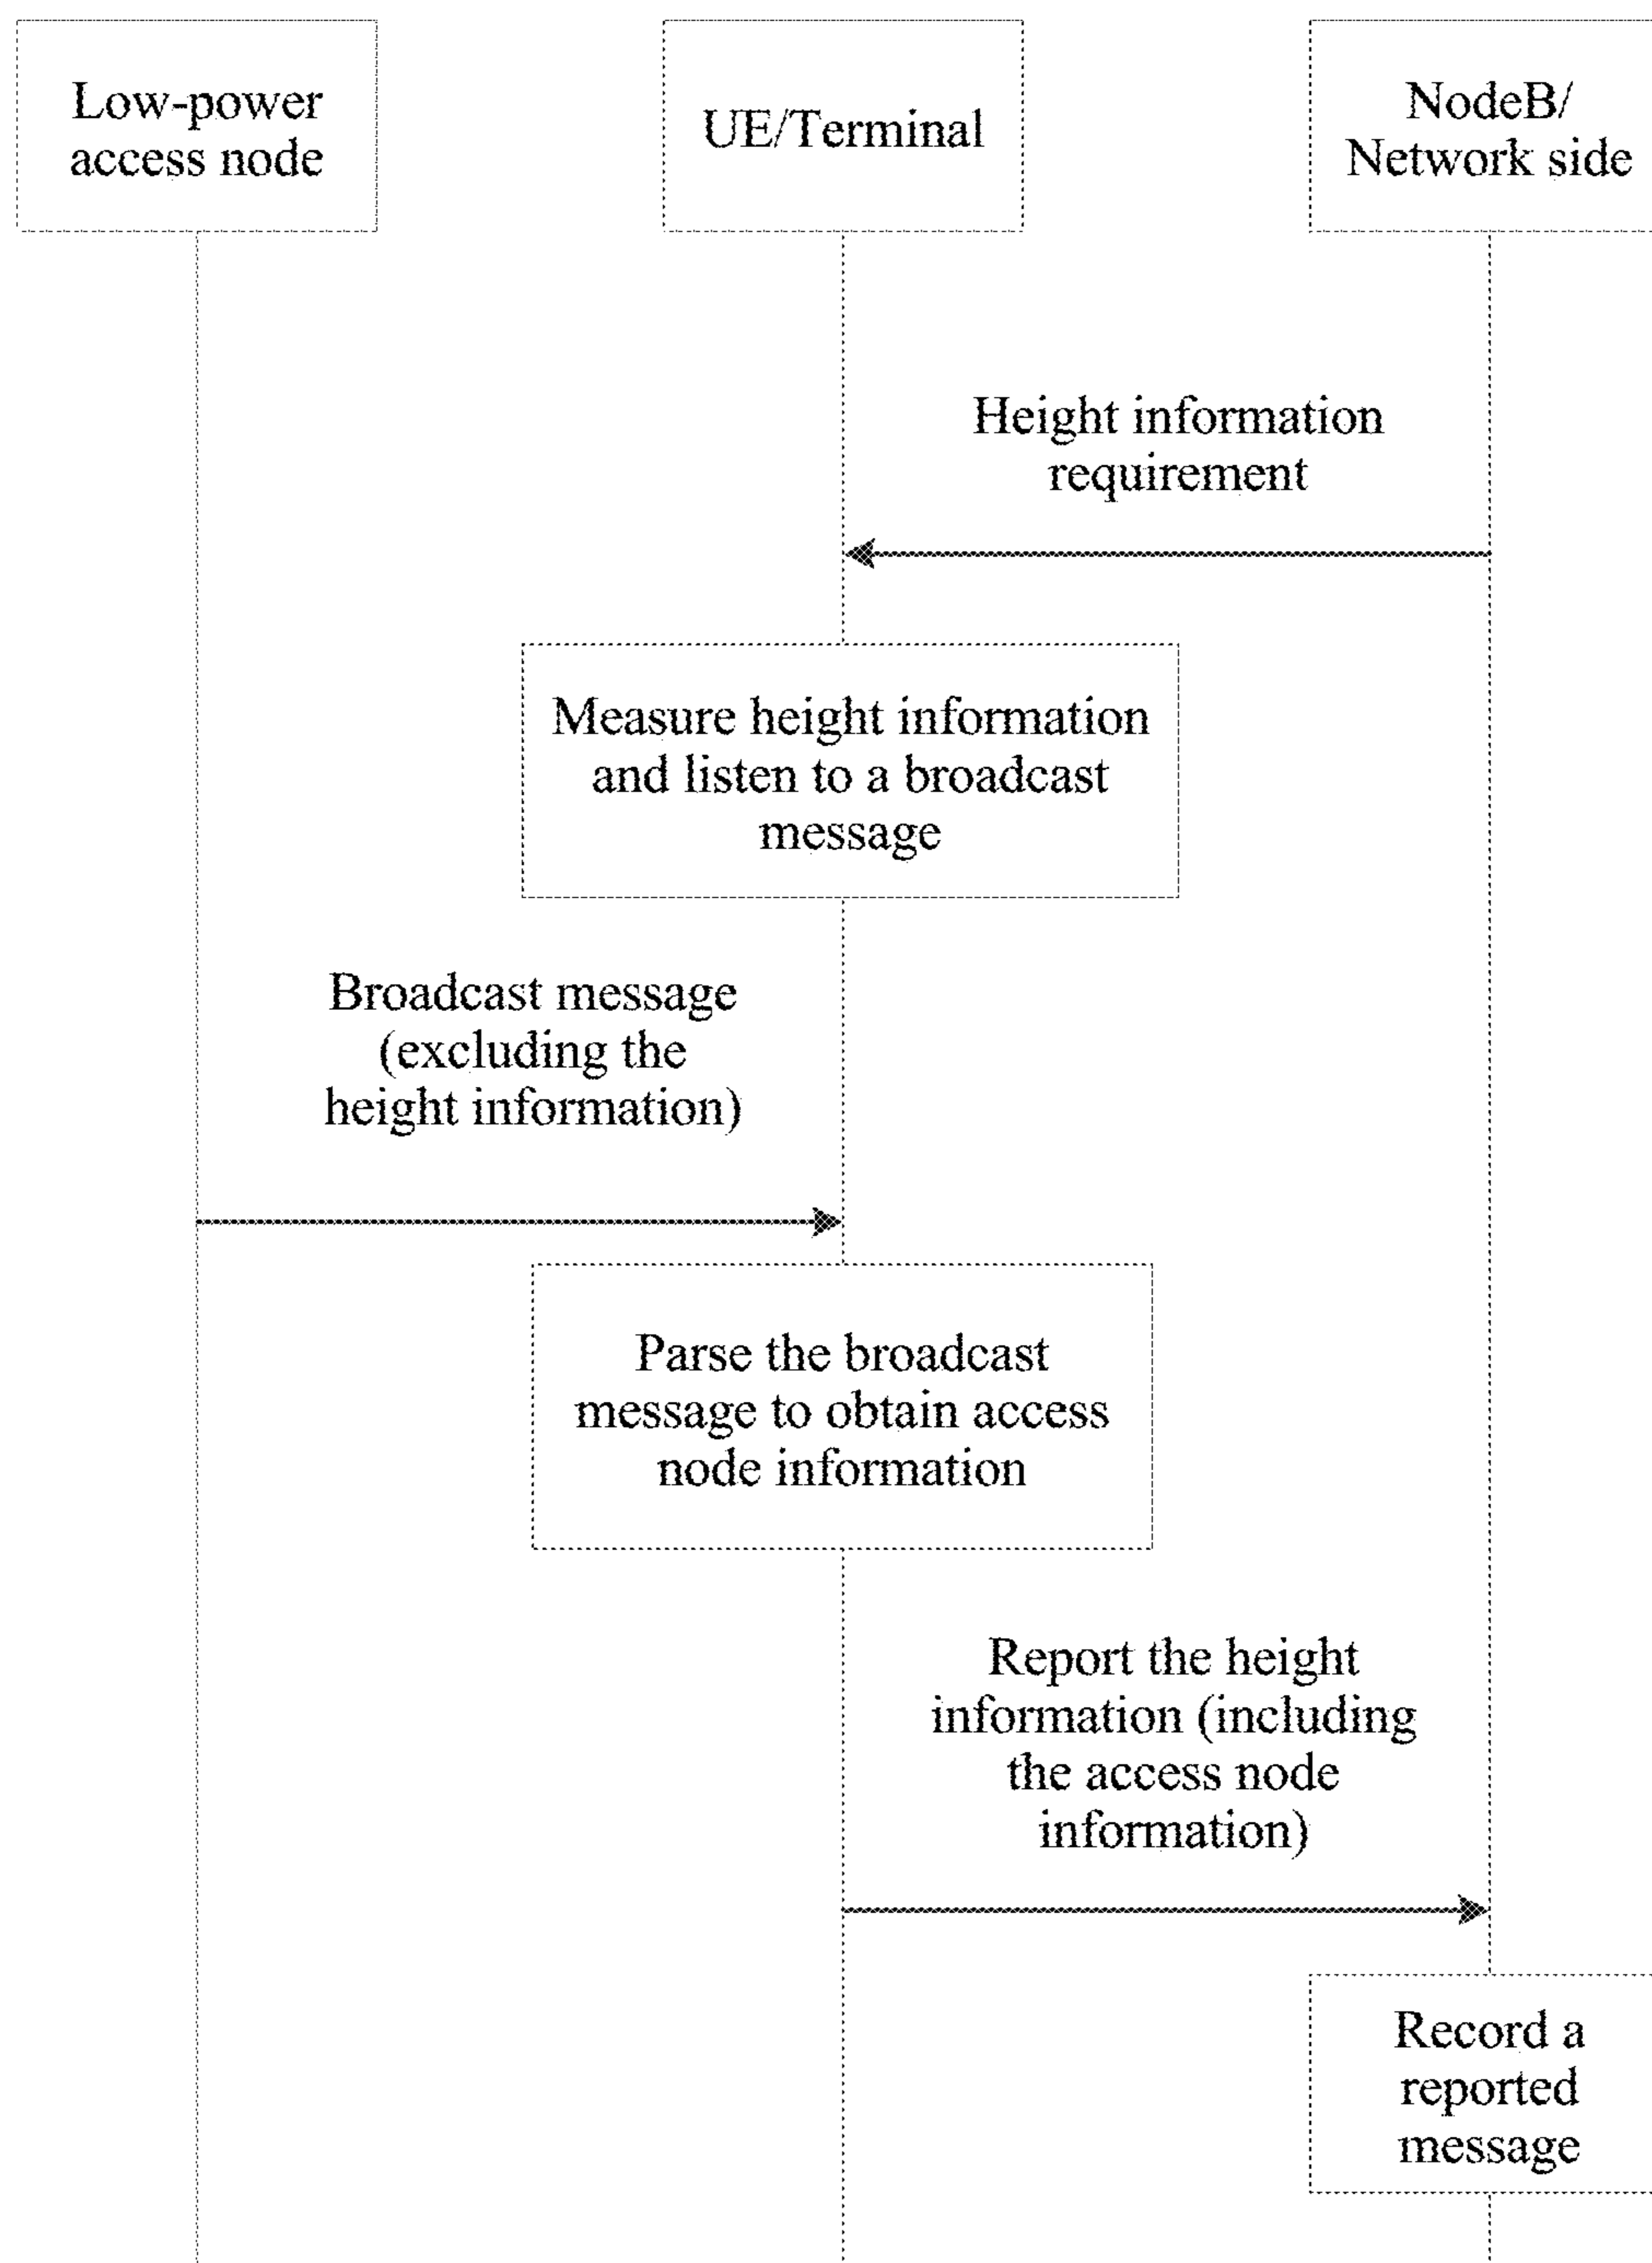 Low-power
access node
UE/Terminal
NodeB/
Network side
Height information
requirement
Measure height information
and listen to a broadcast
message
Broadcast message
(excluding the
height information)
Parse the broadcast
message to obtain access
node information
Report the height
information (including
the access node
information)
Record a
reported
message